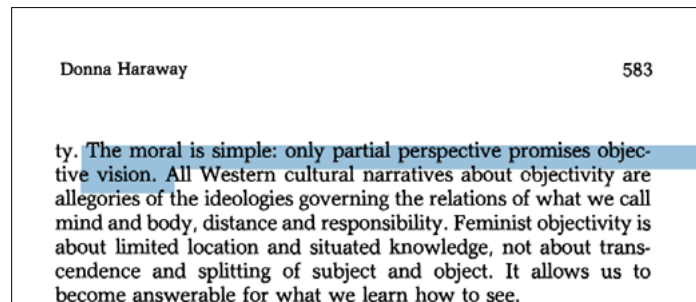 Donna Haraway 583
ty. The moral is simple: only partial perspective promises objec-
tive vision. All Western cultural narratives about objectivity are
allegories of the ideologies governing the relations of what we call
mind and body, distance and responsibility. Feminist objectivity is
about limited location and situated knowledge, not about trans-
cendence and splitting of subject and object. It allows us to
become answerable for what we learn how to see.